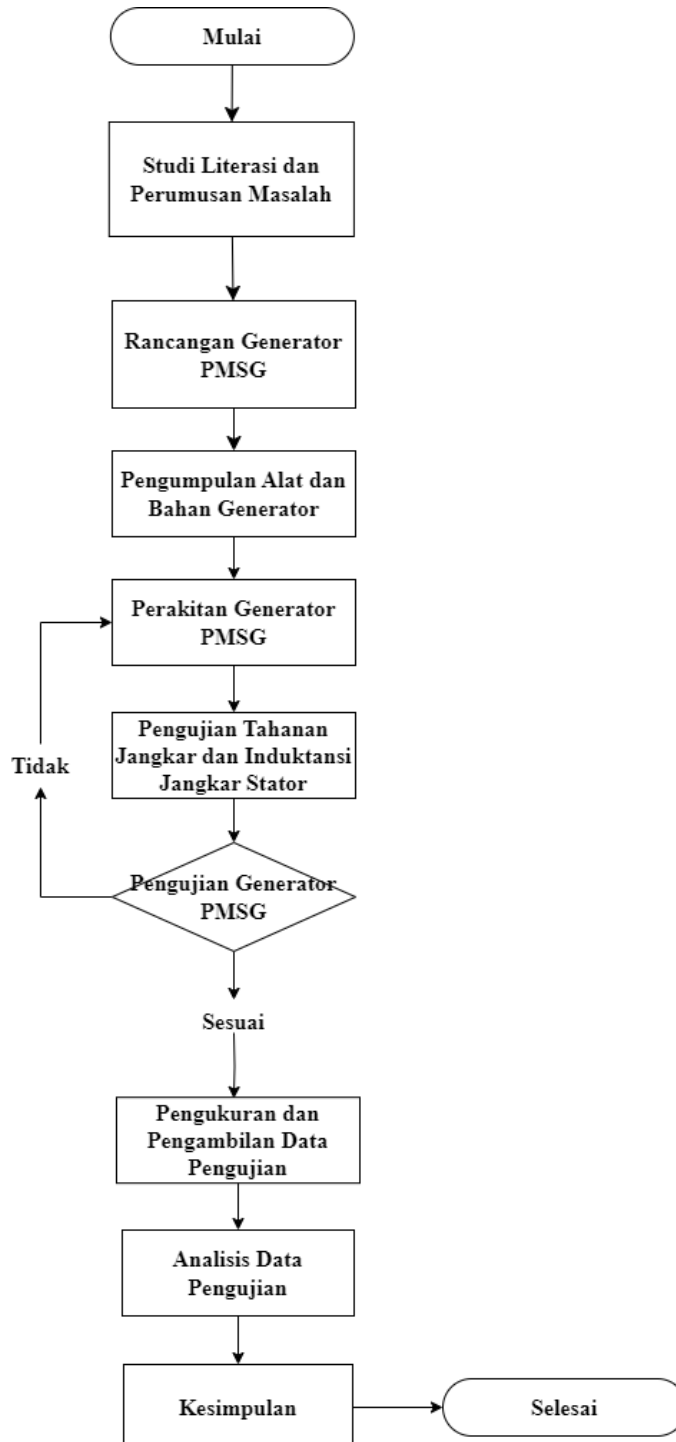 Mulai
Studi Literasi dan
Perumusan Masalah
Rancangan Generator
PMSG
Pengumpulan Alat dan
Bahan Generator
Perakitan Generator
PMSG
Pengujian Tahanan
Jangkar dan Induktansi
Jangkar Stator
Tidak
Pengujian Generator
PMSG
Sesuai
Pengukuran dan
Pengambilan Data
Pengujian
Analisis Data
Pengujian
Kesimpulan
Selesai